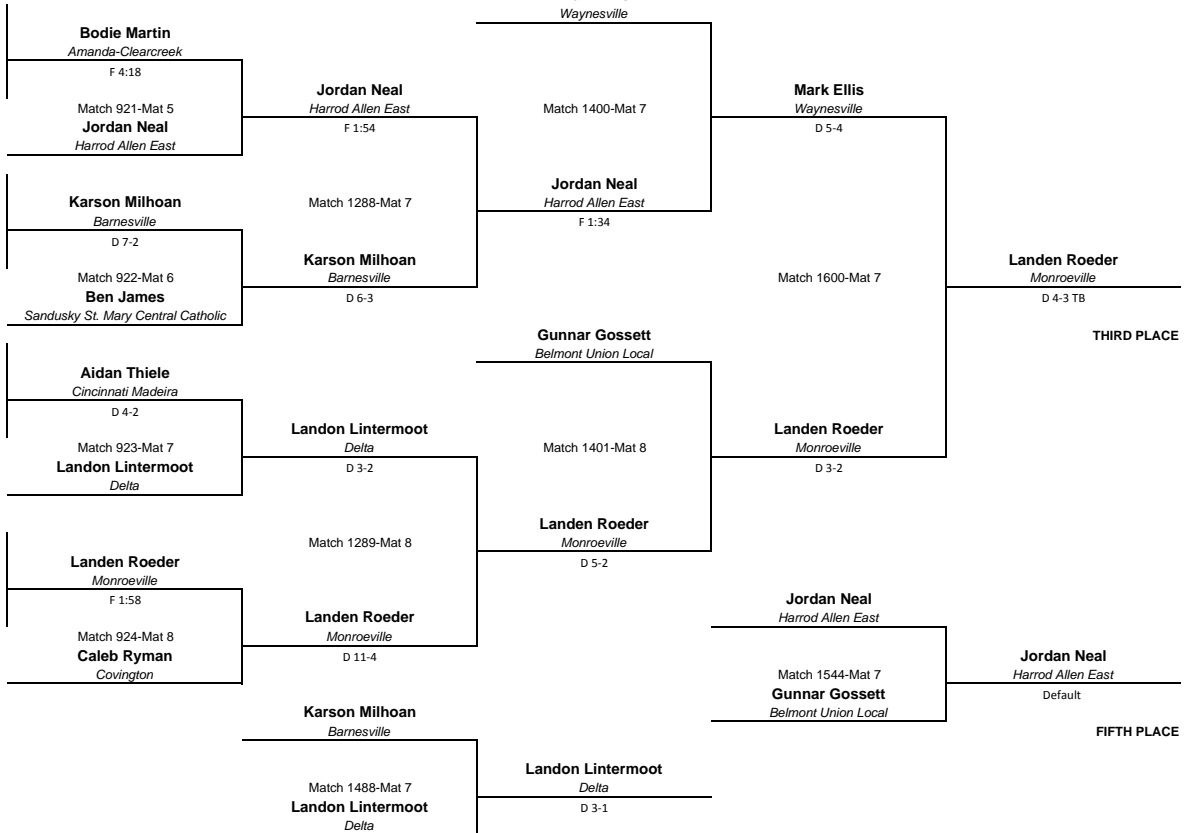 Waynesville
Bodie Martin
Amanda-Clearcreek
F 4:18
Match 921-Mat 5
Jordan Neal
Harrod Allen East
Jordan Neal
Harrod Allen East
F 1:54
Match 1400-Mat 7
Mark Ellis
Waynesville
D 5-4
Karson Milhoan
Barnesville
D 7-2
Match 922-Mat 6
Ben James
Sandusky St. Mary Central Catholic
Match 1288-Mat 7
Karson Milhoan
Barnesville
D 6-3
Jordan Neal
Harrod Allen East
F 1:34
Match 1600-Mat 7
Landen Roeder
Monroeville
D 4-3 TB
THIRD PLACE
Aidan Thiele
Cincinnati Madeira
D 4-2
Match 923-Mat 7
Landon Lintermoot
Delta
Landon Lintermoot
Delta
D 3-2
Gunnar Gossett
Belmont Union Local
Match 1401-Mat 8
Landen Roeder
Monroeville
D 3-2
Landen Roeder
Monroeville
F 1:58
Match 924-Mat 8
Caleb Ryman
Covington
Match 1289-Mat 8
Landen Roeder
Monroeville
D 11-4
Landen Roeder
Monroeville
D 5-2
Jordan Neal
Harrod Allen East
Match 1544-Mat 7
Gunnar Gossett
Belmont Union Local
Jordan Neal
Harrod Allen East
Default
FIFTH PLACE
Karson Milhoan
Barnesville
Match 1488-Mat 7
Landon Lintermoot
Delta
Landon Lintermoot
Delta
D 3-1